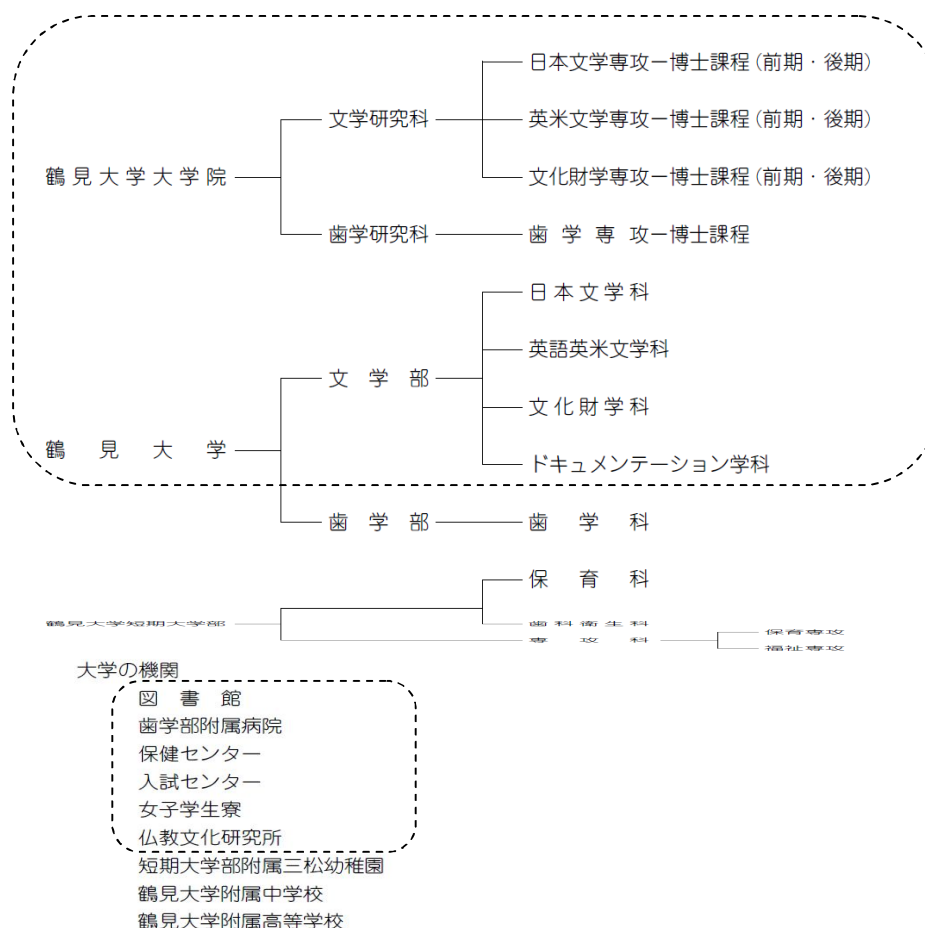 日本文学専攻ー博士課程(前期・後期)
文学研究科
英米文学専攻ー博士課程(前期・後期)
鶴見大学大学院
文化財学専攻ー博士課程(前期・後期)
歯学研究科
歯学専攻ー博士課程
日本文学科
英語英米文学科
文学部
文化財学科
鶴見大学
ドキュメンテーション学科
歯学部
歯学科
保育科
鶴見大学短期大学部
歯科衛生科
専攻科
保育専攻
福祉専攻
大学の機関
図書館
歯学部附属病院
保健センター
入試センター
女子学生寮
仏教文化研究所
短期大学部附属三松幼稚園
鶴見大学附属中学校
鶴見大学附属高等学校